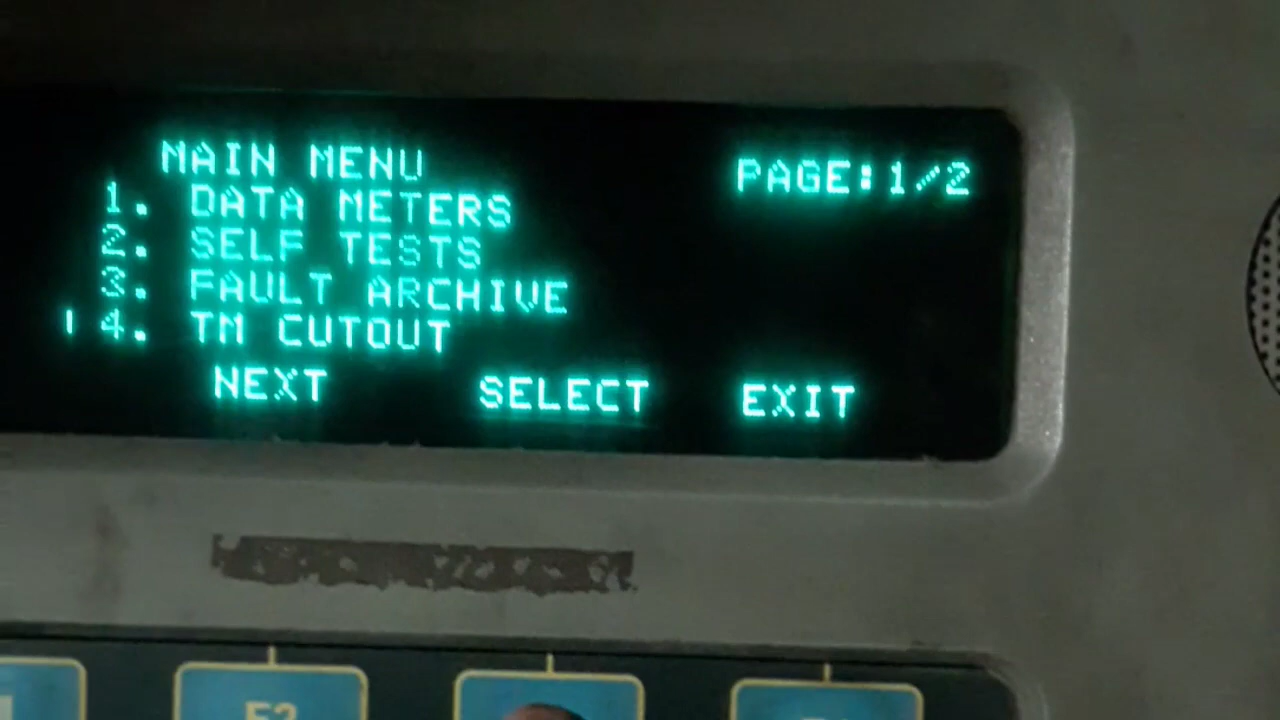 MAIN MENU PAGE:1/2
1. DATA METERS
2. SELF TESTS
3. FAULT ARCHIVE
4. TM CUTOUT
NEXT SELECT EXIT